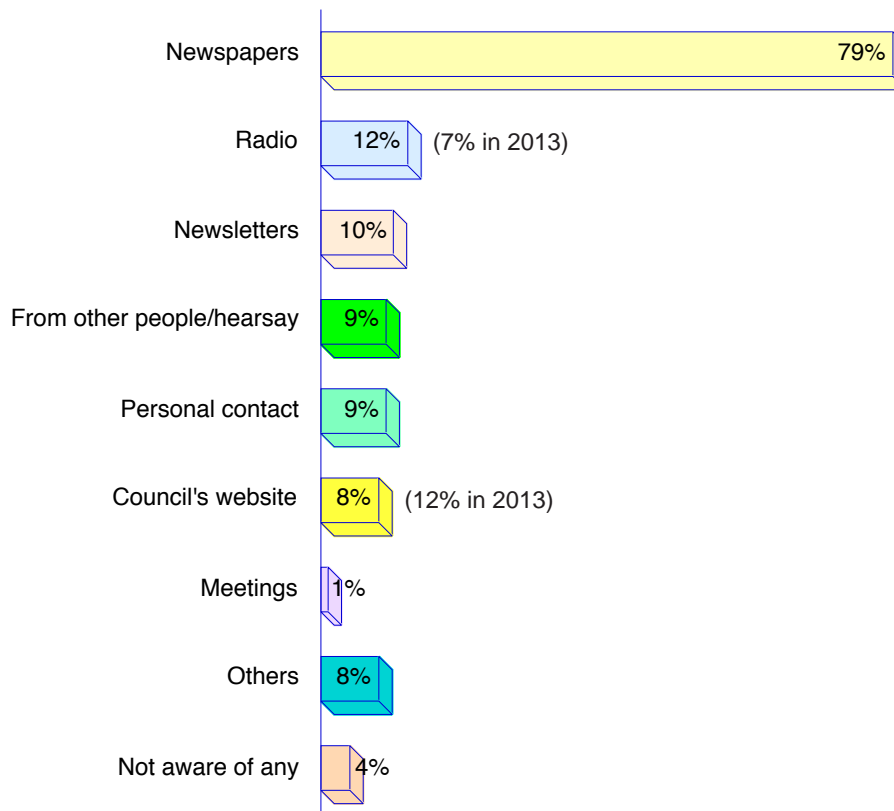 Newspapers 79%
Radio 12% (7% in 2013)
Newsletters 10%
From other people/hearsay 9%
Personal contact 9%
Council's website 8% (12% in 2013)
Meetings 1%
Others 8%
Not aware of any 4%